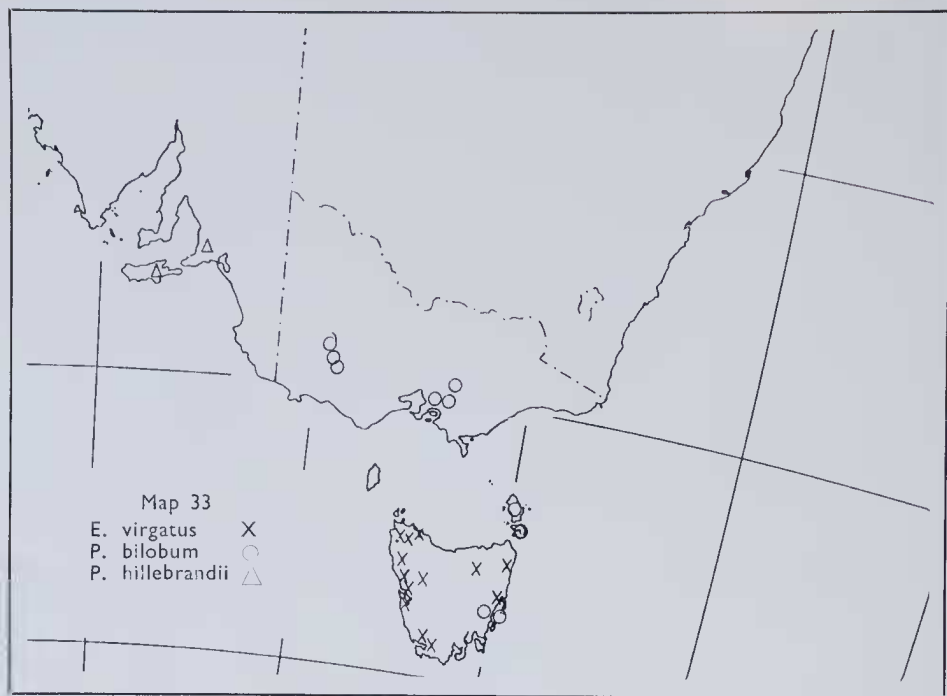 Map 33
E. virgatus X
P. bilobum ○
P. hillebrandii △